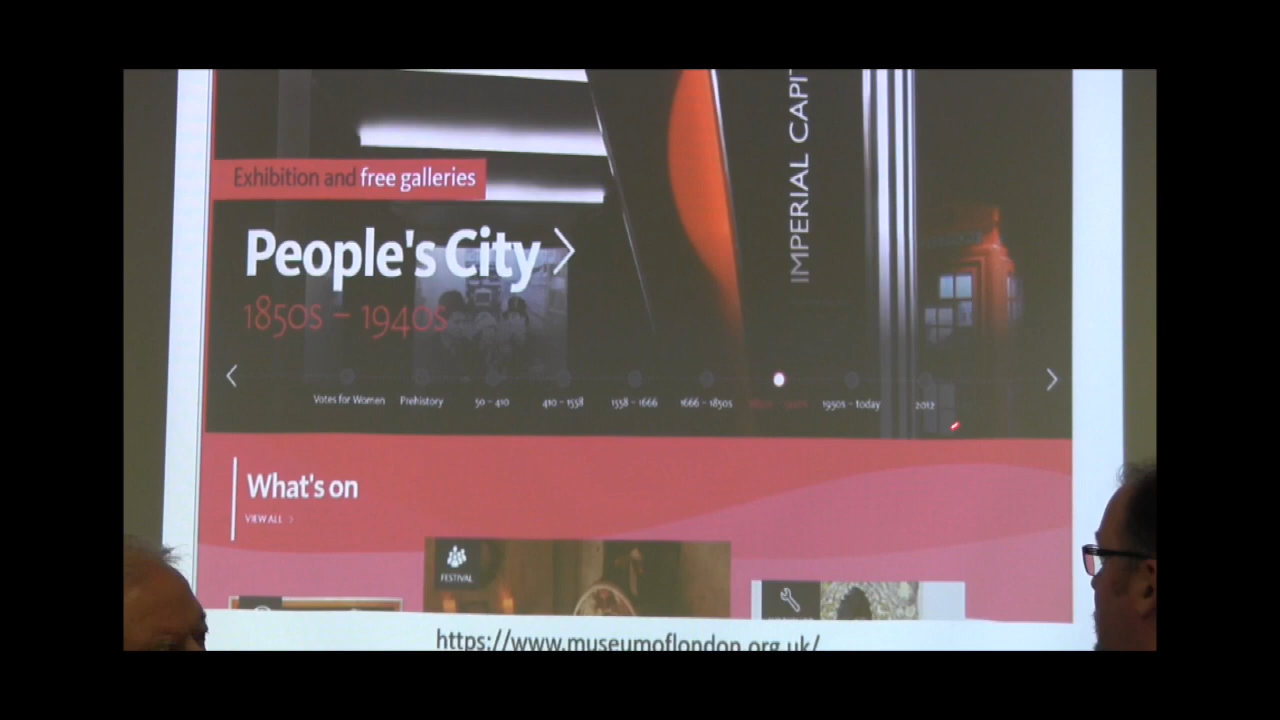 IMPERIAL CAPI
Exhibition and free galleries
People's City
1850s – 1940s
Votes for Women Prehistory 50 – 410 410 – 1558 1558 – 1666 1666 – 1850s 1950s – today 2012
What's on
VIEW ALL
FESTIVAL
https://www.museumoflondon.org.uk/